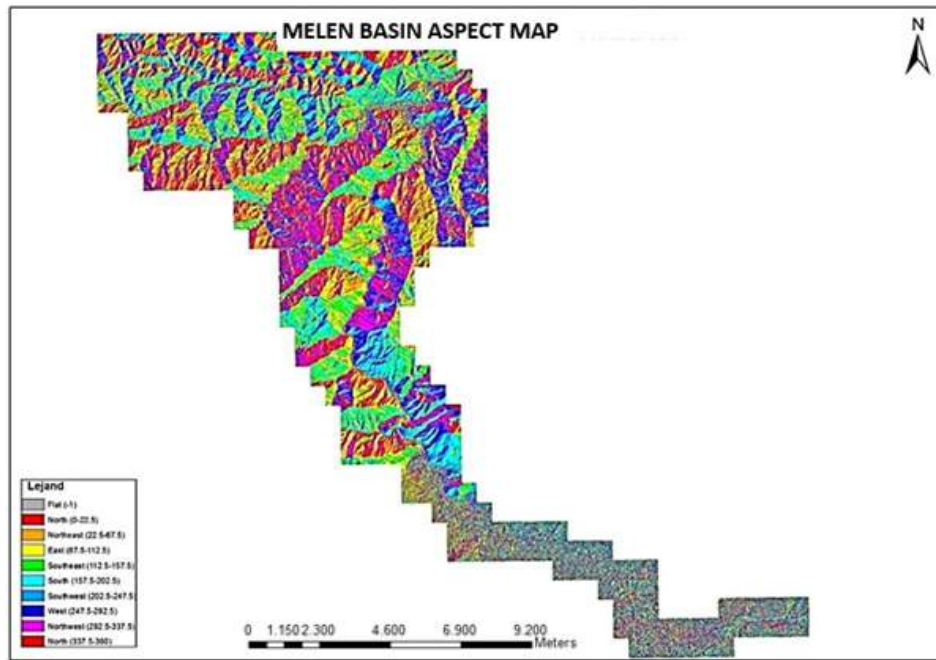 MELEN BASIN ASPECT MAP
N
Lejand
Flat (-1)
North (0-22.5)
Northeast (22.5-67.5)
East (67.5-112.5)
Southeast (112.5-157.5)
South (157.5-202.5)
Southwest (202.5-247.5)
West (247.5-292.5)
Northwest (292.5-337.5)
North (337.5-360)
0 1.150 2.300 4.600 6.900 9.200
Meters